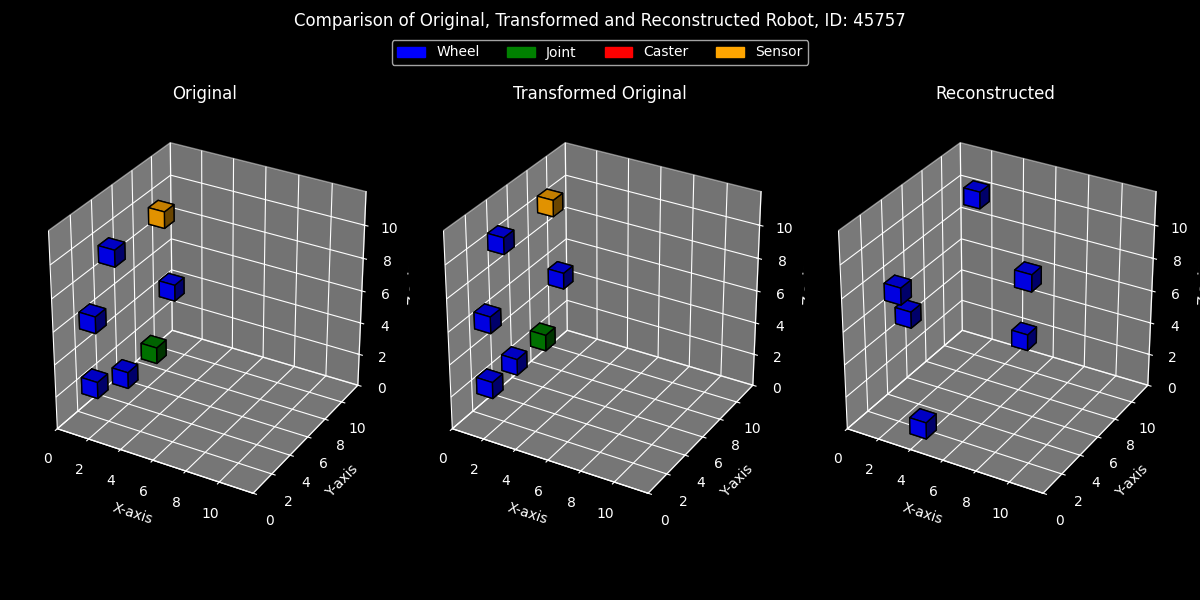 Comparison of Original, Transformed and Reconstructed Robot, ID: 45757
Wheel Joint Caster Sensor
Original Transformed Original Reconstructed
10 10 10
8 8 8
6 6 6
4 4 4
2 2 2
0 0 0
0 2 4 6 8 10 0 2 4 6 8 10 0 2 4 6 8 10
0 2 4 6 8 10 0 2 4 6 8 10 0 2 4 6 8 10
X-axis Y-axis X-axis Y-axis X-axis Y-axis